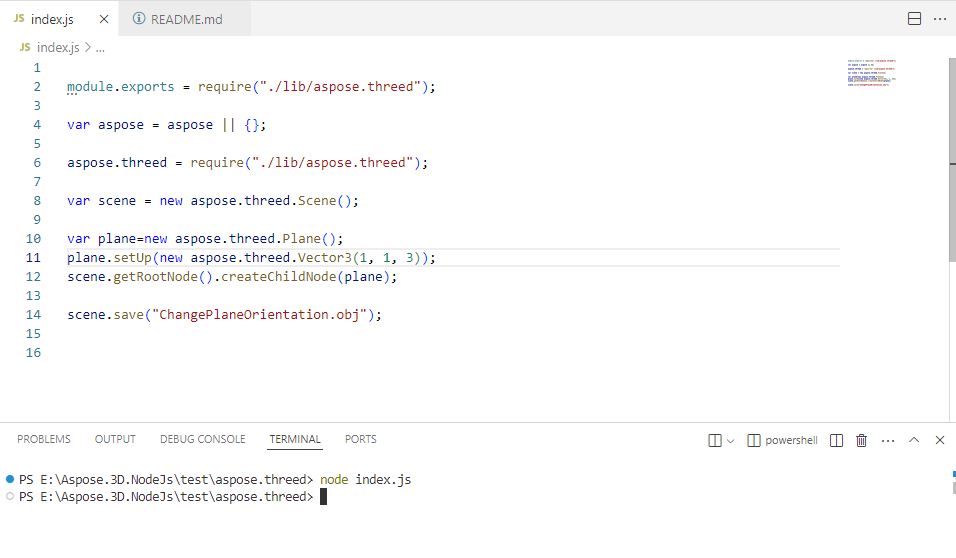 JS index.js × README.md
JS index.js > ...
1
2 module.exports = require("./lib/aspose.threed");
3
4 var aspose = aspose || {};
5
6 aspose.threed = require("./lib/aspose.threed");
7
8 var scene = new aspose.threed.Scene();
9
10 var plane=new aspose.threed.Plane();
11 plane.setUp(new aspose.threed.Vector3(1, 1, 3));
12 scene.getRootNode().createChildNode(plane);
13
14 scene.save("ChangePlaneOrientation.obj");
15
16
PROBLEMS OUTPUT DEBUG CONSOLE TERMINAL PORTS powershell
PS E:\Aspose.3D.NodeJs\test\aspose.threed> node index.js
PS E:\Aspose.3D.NodeJs\test\aspose.threed>